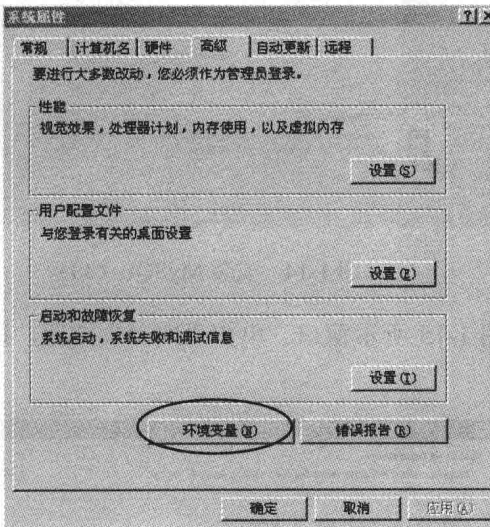 系统属性
常规 计算机名 硬件 高级 自动更新 远程
要进行大多数改动，您必须作为管理员登录。
性能
视觉效果，处理器计划，内存使用，以及虚拟内存
设置(S)
用户配置文件
与您登录有关的桌面设置
设置(E)
启动和故障恢复
系统启动，系统失败和调试信息
设置(T)
环境变量(N) 错误报告(R)
确定 取消 应用(A)